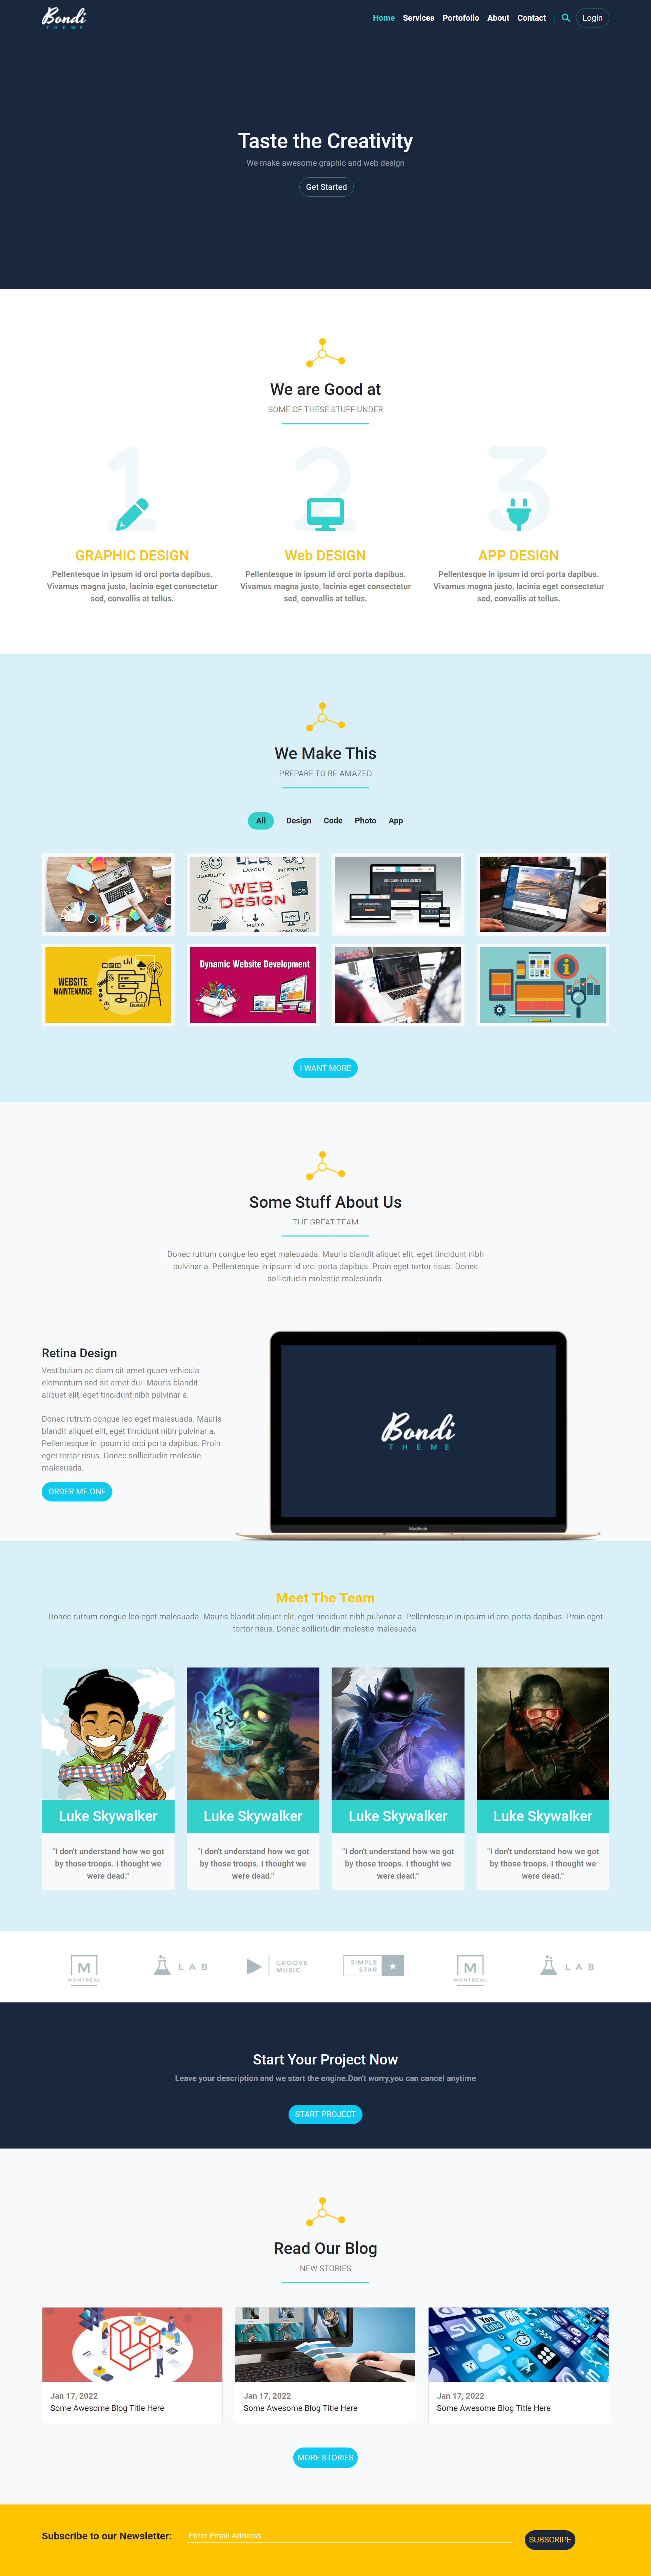 Bondi
THEME
Home Services Portofolio About Contact Login
Taste the Creativity
We make awesome graphic and web design
Get Started
We are Good at
SOME OF THESE STUFF UNDER
1 2 3
GRAPHIC DESIGN
Pellentesque in ipsum id orci porta dapibus.
Vivamus magna justo, lacinia eget consectetur
sed, convallis at tellus.
Web DESIGN
Pellentesque in ipsum id orci porta dapibus.
Vivamus magna justo, lacinia eget consectetur
sed, convallis at tellus.
APP DESIGN
Pellentesque in ipsum id orci porta dapibus.
Vivamus magna justo, lacinia eget consectetur
sed, convallis at tellus.
We Make This
PREPARE TO BE AMAZED
All Design Code Photo App
USABILITY
LAYOUT
INTERNET
WEB
DESIGN
CSS
CMS
MEDIA
HOMEPAGE
WEBSITE
MAINTENANCE
Dynamic Website Development
I WANT MORE
Some Stuff About Us
THE GREAT TEAM
Donec rutrum congue leo eget malesuada. Mauris blandit aliquet elit, eget tincidunt nibh
pulvinar a. Pellentesque in ipsum id orci porta dapibus. Proin eget tortor risus. Donec
sollicitudin molestie malesuada.
Retina Design
Vestibulum ac diam sit amet quam vehicula
elementum sed sit amet dui. Mauris blandit
aliquet elit, eget tincidunt nibh pulvinar a.
Donec rutrum congue leo eget malesuada. Mauris
blandit aliquet elit, eget tincidunt nibh pulvinar a.
Pellentesque in ipsum id orci porta dapibus. Proin
eget tortor risus. Donec sollicitudin molestie
malesuada.
ORDER ME ONE
Bondi
THEME
MacBook
Meet The Team
Donec rutrum congue leo eget malesuada. Mauris blandit aliquet elit, eget tincidunt nibh pulvinar a. Pellentesque in ipsum id orci porta dapibus. Proin eget
tortor risus. Donec sollicitudin molestie malesuada.
Luke Skywalker
"I don't understand how we got
by those troops. I thought we
were dead."
Luke Skywalker
"I don't understand how we got
by those troops. I thought we
were dead."
Luke Skywalker
"I don't understand how we got
by those troops. I thought we
were dead."
Luke Skywalker
"I don't understand how we got
by those troops. I thought we
were dead."
M
MONTREAL
LAB
GROOVE
MUSIC
SIMPLE
STAR
M
MONTREAL
LAB
Start Your Project Now
Leave your description and we start the engine.Don't worry,you can cancel anytime
START PROJECT
Read Our Blog
NEW STORIES
You
Tube
Jan 17, 2022
Some Awesome Blog Title Here
Jan 17, 2022
Some Awesome Blog Title Here
Jan 17, 2022
Some Awesome Blog Title Here
MORE STORIES
Subscribe to our Newsletter: Enter Email Address SUBSCRIPE